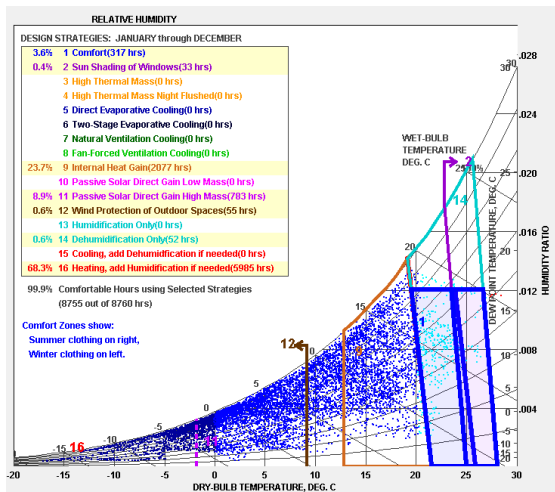 RELATIVE HUMIDITY
DESIGN STRATEGIES: JANUARY through DECEMBER
3.6% 1 Comfort(317 hrs)
0.4% 2 Sun Shading of Windows(33 hrs)
3 High Thermal Mass(0 hrs)
4 High Thermal Mass Night Flushed(0 hrs)
5 Direct Evaporative Cooling(0 hrs)
6 Two-Stage Evaporative Cooling(0 hrs)
7 Natural Ventilation Cooling(0 hrs)
8 Fan-Forced Ventilation Cooling(0 hrs)
23.7% 9 Internal Heat Gain(2077 hrs)
10 Passive Solar Direct Gain Low Mass(0 hrs)
8.9% 11 Passive Solar Direct Gain High Mass(783 hrs)
0.6% 12 Wind Protection of Outdoor Spaces(55 hrs)
13 Humidification Only(0 hrs)
0.6% 14 Dehumidification Only(52 hrs)
15 Cooling, add Dehumidification if needed(0 hrs)
68.3% 16 Heating, add Humidification if needed(5985 hrs)
99.9% Comfortable Hours using Selected Strategies
(8755 out of 8760 hrs)
Comfort Zones show:
Summer clothing on right,
Winter clothing on left.
WET-BULB
TEMPERATURE
DEG. C
DEW POINT TEMPERATURE, DEG. C
HUMIDITY RATIO
.028
.024
.020
.016
.012
.008
.004
30
30
25
2
14
20
20
15
15
1
12
10
5
5
0
0
-5
-5
-10
-15
16
-20 -15 -10 -5 0 5 10 15 20 25 30
DRY-BULB TEMPERATURE, DEG. C